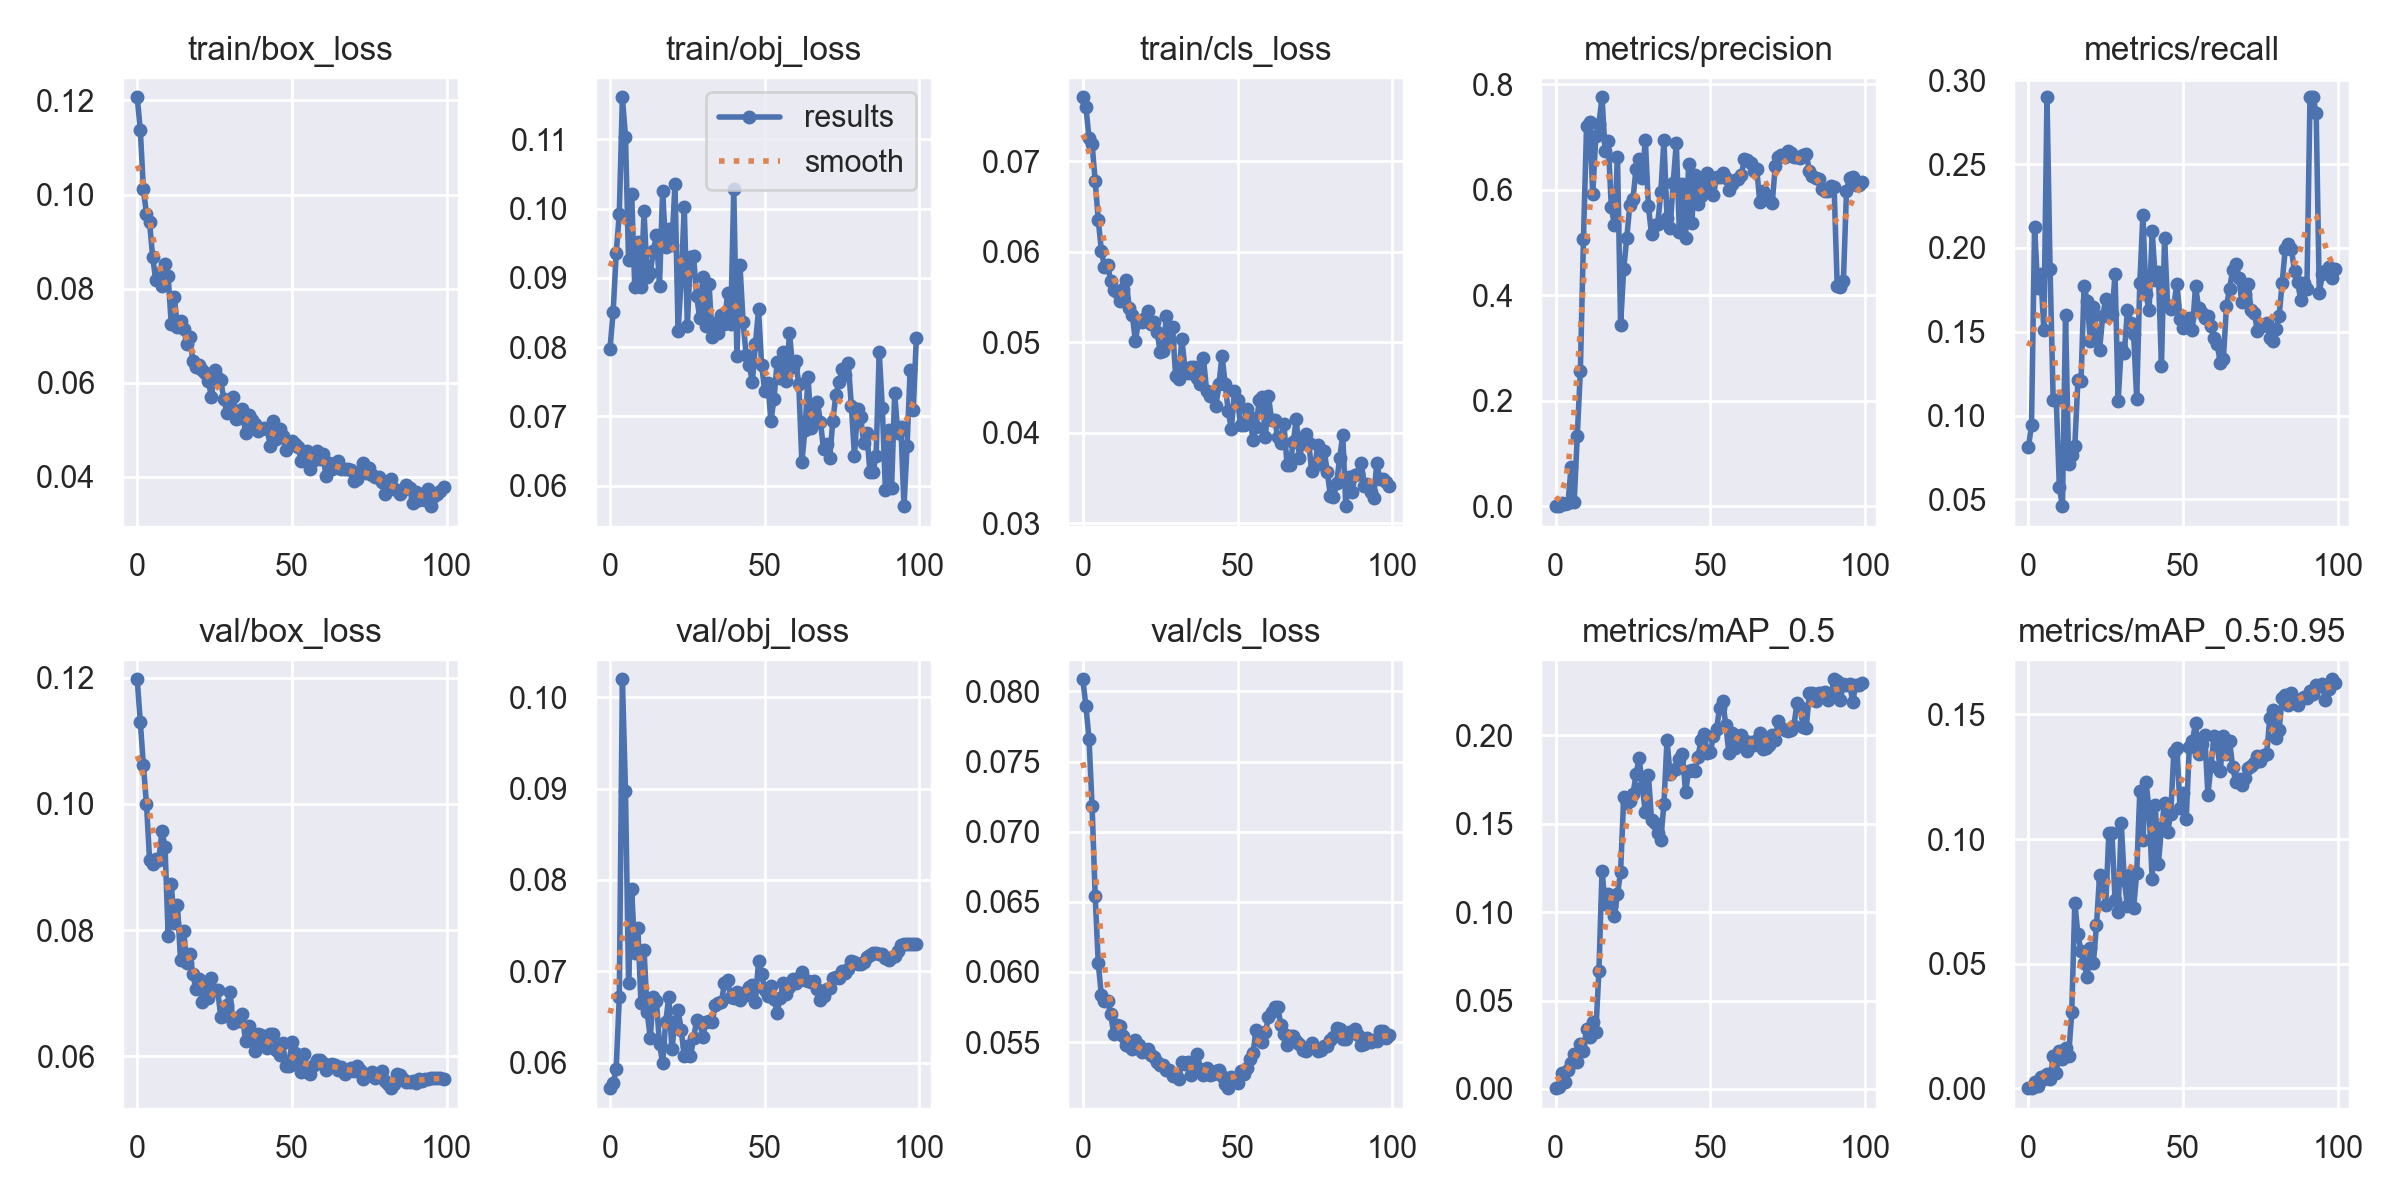 train/box_loss
0.12
0.10
0.08
0.06
0.04
0 50 100
train/obj_loss
results
smooth
0.11
0.10
0.09
0.08
0.07
0.06
0 50 100
train/cls_loss
0.07
0.06
0.05
0.04
0.03
0 50 100
metrics/precision
0.8
0.6
0.4
0.2
0.0
0 50 100
metrics/recall
0.30
0.25
0.20
0.15
0.10
0.05
0 50 100
val/box_loss
0.12
0.10
0.08
0.06
0 50 100
val/obj_loss
0.10
0.09
0.08
0.07
0.06
0 50 100
val/cls_loss
0.080
0.075
0.070
0.065
0.060
0.055
0 50 100
metrics/mAP_0.5
0.20
0.15
0.10
0.05
0.00
0 50 100
metrics/mAP_0.5:0.95
0.15
0.10
0.05
0.00
0 50 100